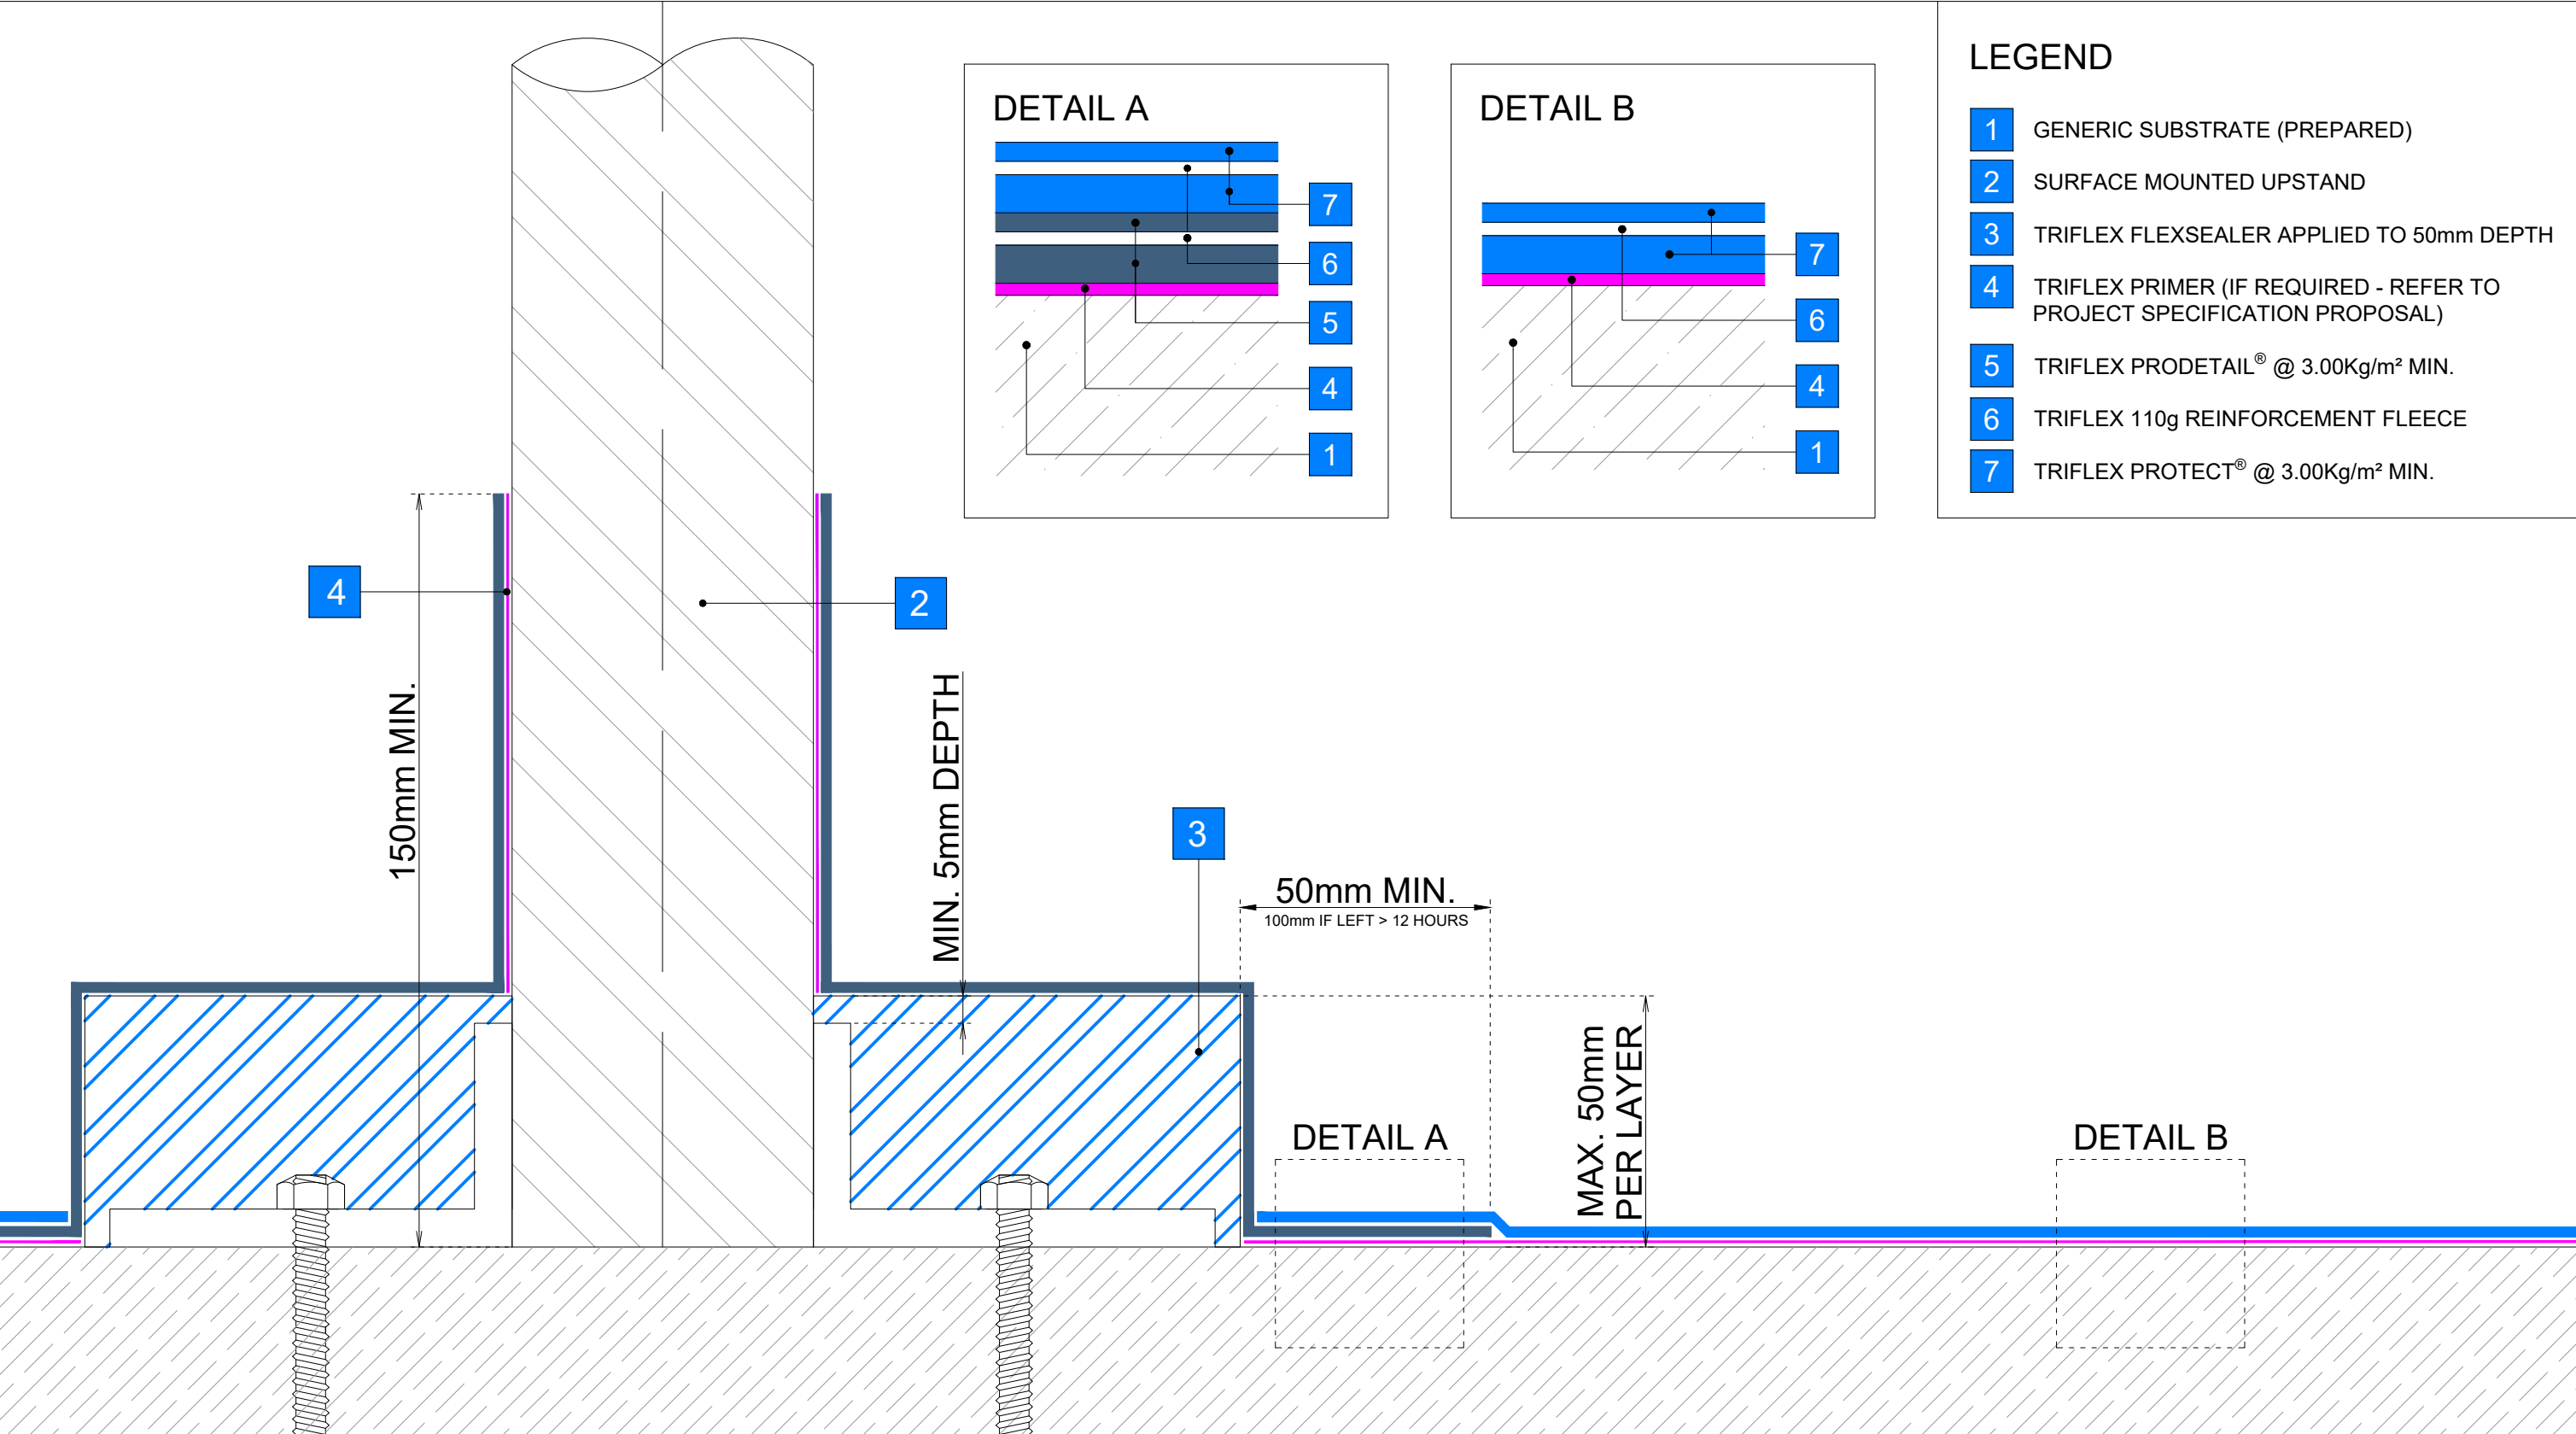 DETAIL A
7
6
5
4
1
DETAIL B
7
6
4
1
LEGEND
1 GENERIC SUBSTRATE (PREPARED)
2 SURFACE MOUNTED UPSTAND
3 TRIFLEX FLEXSEALER APPLIED TO 50mm DEPTH
4 TRIFLEX PRIMER (IF REQUIRED - REFER TO
PROJECT SPECIFICATION PROPOSAL)
5 TRIFLEX PRODETAIL® @ 3.00Kg/m² MIN.
6 TRIFLEX 110g REINFORCEMENT FLEECE
7 TRIFLEX PROTECT® @ 3.00Kg/m² MIN.
4
2
150mm MIN.
MIN. 5mm DEPTH
3
50mm MIN.
100mm IF LEFT > 12 HOURS
MAX. 50mm
PER LAYER
DETAIL A
DETAIL B